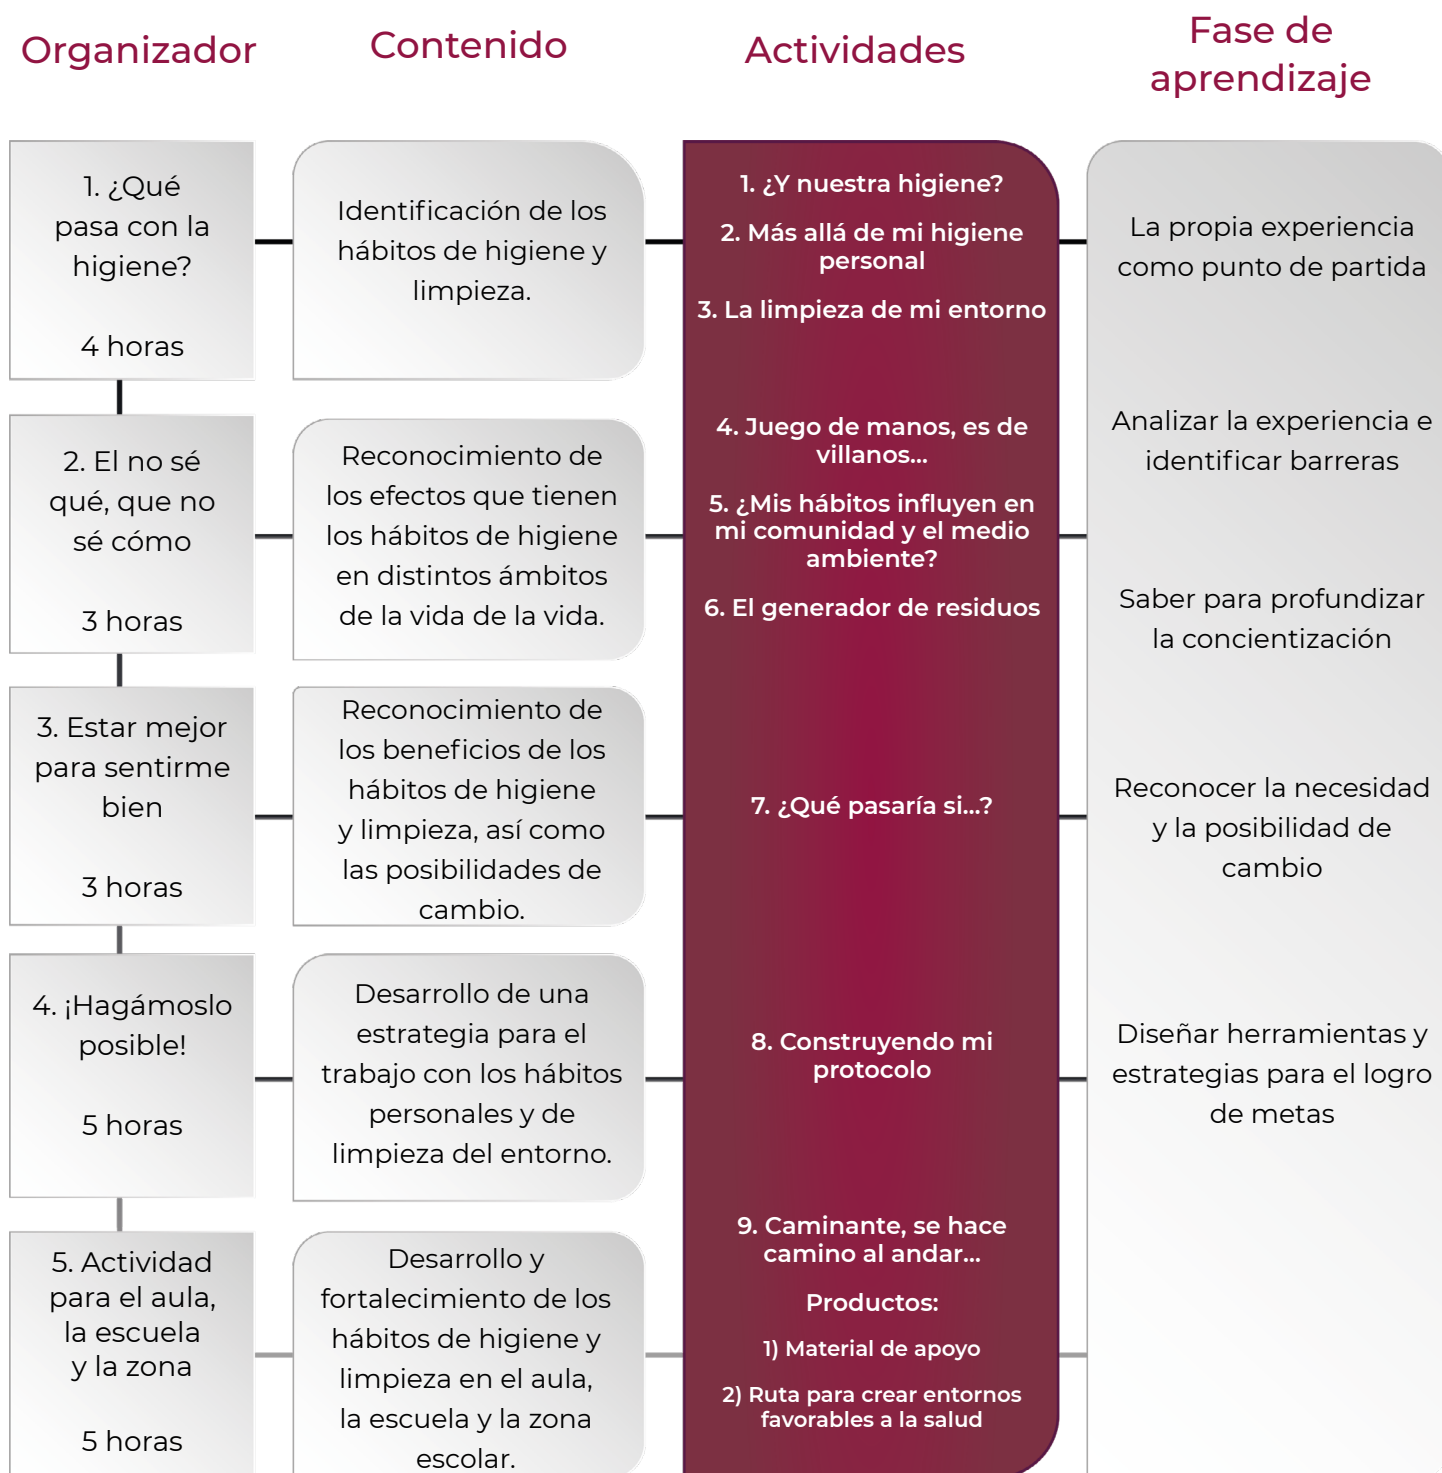 Organizador
Contenido
Actividades
Fase de
aprendizaje
1. ¿Qué
pasa con la
higiene?
4 horas
Identificación de los
hábitos de higiene y
limpieza.
1. ¿Y nuestra higiene?
2. Más allá de mi higiene
personal
3. La limpieza de mi entorno
La propia experiencia
como punto de partida
2. El no sé
qué, que no
sé cómo
3 horas
Reconocimiento de
los efectos que tienen
los hábitos de higiene
en distintos ámbitos
de la vida de la vida.
4. Juego de manos, es de
villanos...
5. ¿Mis hábitos influyen en
mi comunidad y el medio
ambiente?
6. El generador de residuos
Analizar la experiencia e
identificar barreras
Saber para profundizar
la concientización
3. Estar mejor
para sentirme
bien
3 horas
Reconocimiento de
los beneficios de los
hábitos de higiene
y limpieza, así como
las posibilidades de
cambio.
7. ¿Qué pasaría si...?
Reconocer la necesidad
y la posibilidad de
cambio
4. ¡Hagámoslo
posible!
5 horas
Desarrollo de una
estrategia para el
trabajo con los hábitos
personales y de
limpieza del entorno.
8. Construyendo mi
protocolo
Diseñar herramientas y
estrategias para el logro
de metas
5. Actividad
para el aula,
la escuela
y la zona
5 horas
Desarrollo y
fortalecimiento de los
hábitos de higiene y
limpieza en el aula,
la escuela y la zona
escolar.
9. Caminante, se hace
camino al andar...
Productos:
1) Material de apoyo
2) Ruta para crear entornos
favorables a la salud